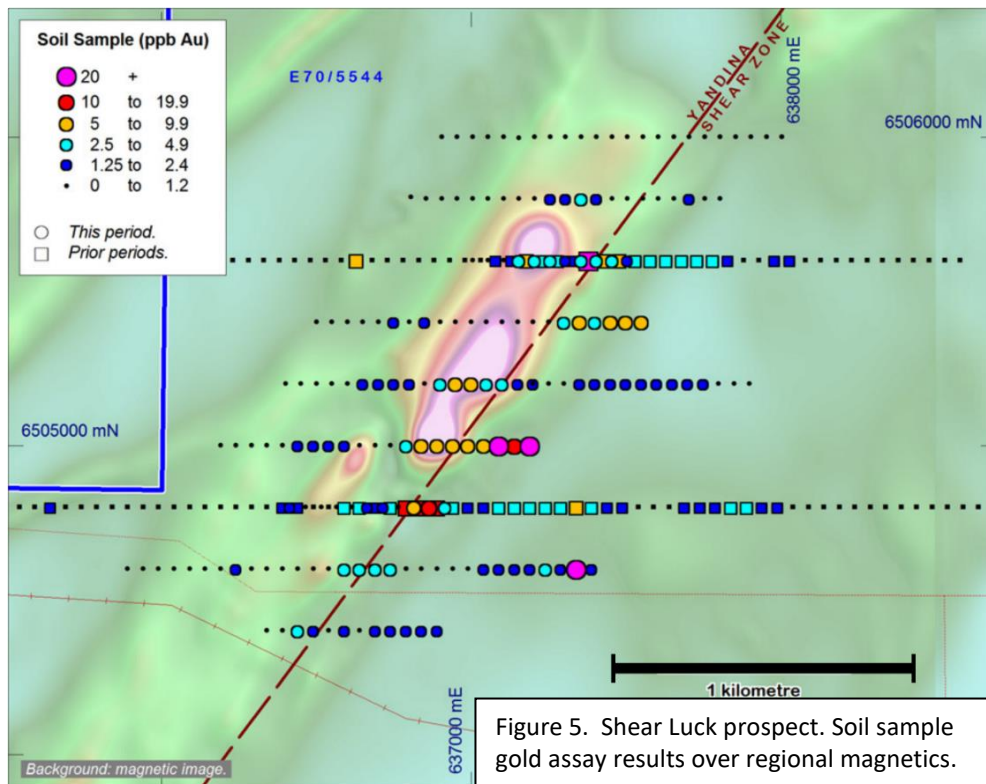 Soil Sample (ppb Au)
20 +
10 to 19.9
5 to 9.9
2.5 to 4.9
1.25 to 2.4
0 to 1.2
This period.
Prior periods.
E70/5544
YANDINA
SHEAR ZONE
638000 mE
6506000 mN
6505000 mN
637000 mE
1 kilometre
Figure 5. Shear Luck prospect. Soil sample
gold assay results over regional magnetics.
Background: magnetic image.